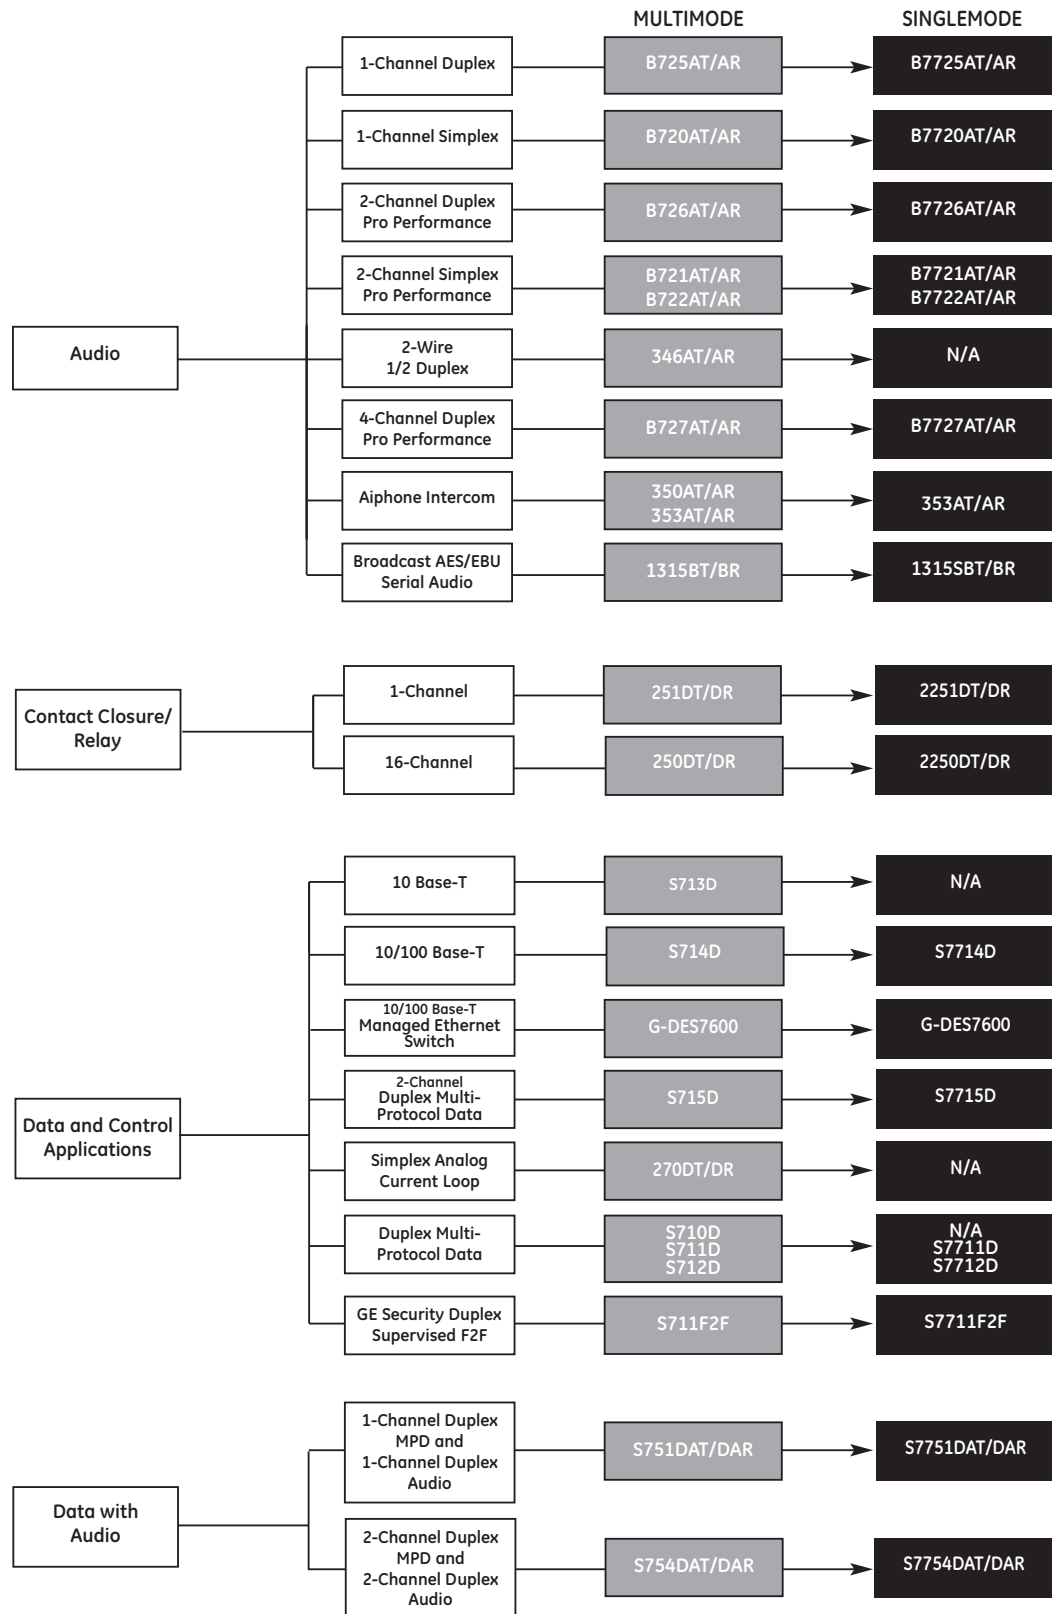 MULTIMODE
SINGLEMODE
1-Channel Duplex
B725AT/AR
B7725AT/AR
1-Channel Simplex
B720AT/AR
B7720AT/AR
2-Channel Duplex
Pro Performance
B726AT/AR
B7726AT/AR
2-Channel Simplex
Pro Performance
B721AT/AR
B722AT/AR
B7721AT/AR
B7722AT/AR
Audio
2-Wire
1/2 Duplex
346AT/AR
N/A
4-Channel Duplex
Pro Performance
B727AT/AR
B7727AT/AR
Aiphone Intercom
350AT/AR
353AT/AR
353AT/AR
Broadcast AES/EBU
Serial Audio
1315BT/BR
1315SBT/BR
Contact Closure/
Relay
1-Channel
251DT/DR
2251DT/DR
16-Channel
250DT/DR
2250DT/DR
10 Base-T
S713D
N/A
10/100 Base-T
S714D
S7714D
10/100 Base-T
Managed Ethernet
Switch
G-DES7600
G-DES7600
Data and Control
Applications
2-Channel
Duplex Multi-
Protocol Data
S715D
S7715D
Simplex Analog
Current Loop
270DT/DR
N/A
Duplex Multi-
Protocol Data
S710D
S711D
S712D
N/A
S7711D
S7712D
GE Security Duplex
Supervised F2F
S711F2F
S7711F2F
Data with
Audio
1-Channel Duplex
MPD and
1-Channel Duplex
Audio
S751DAT/DAR
S7751DAT/DAR
2-Channel Duplex
MPD and
2-Channel Duplex
Audio
S754DAT/DAR
S7754DAT/DAR